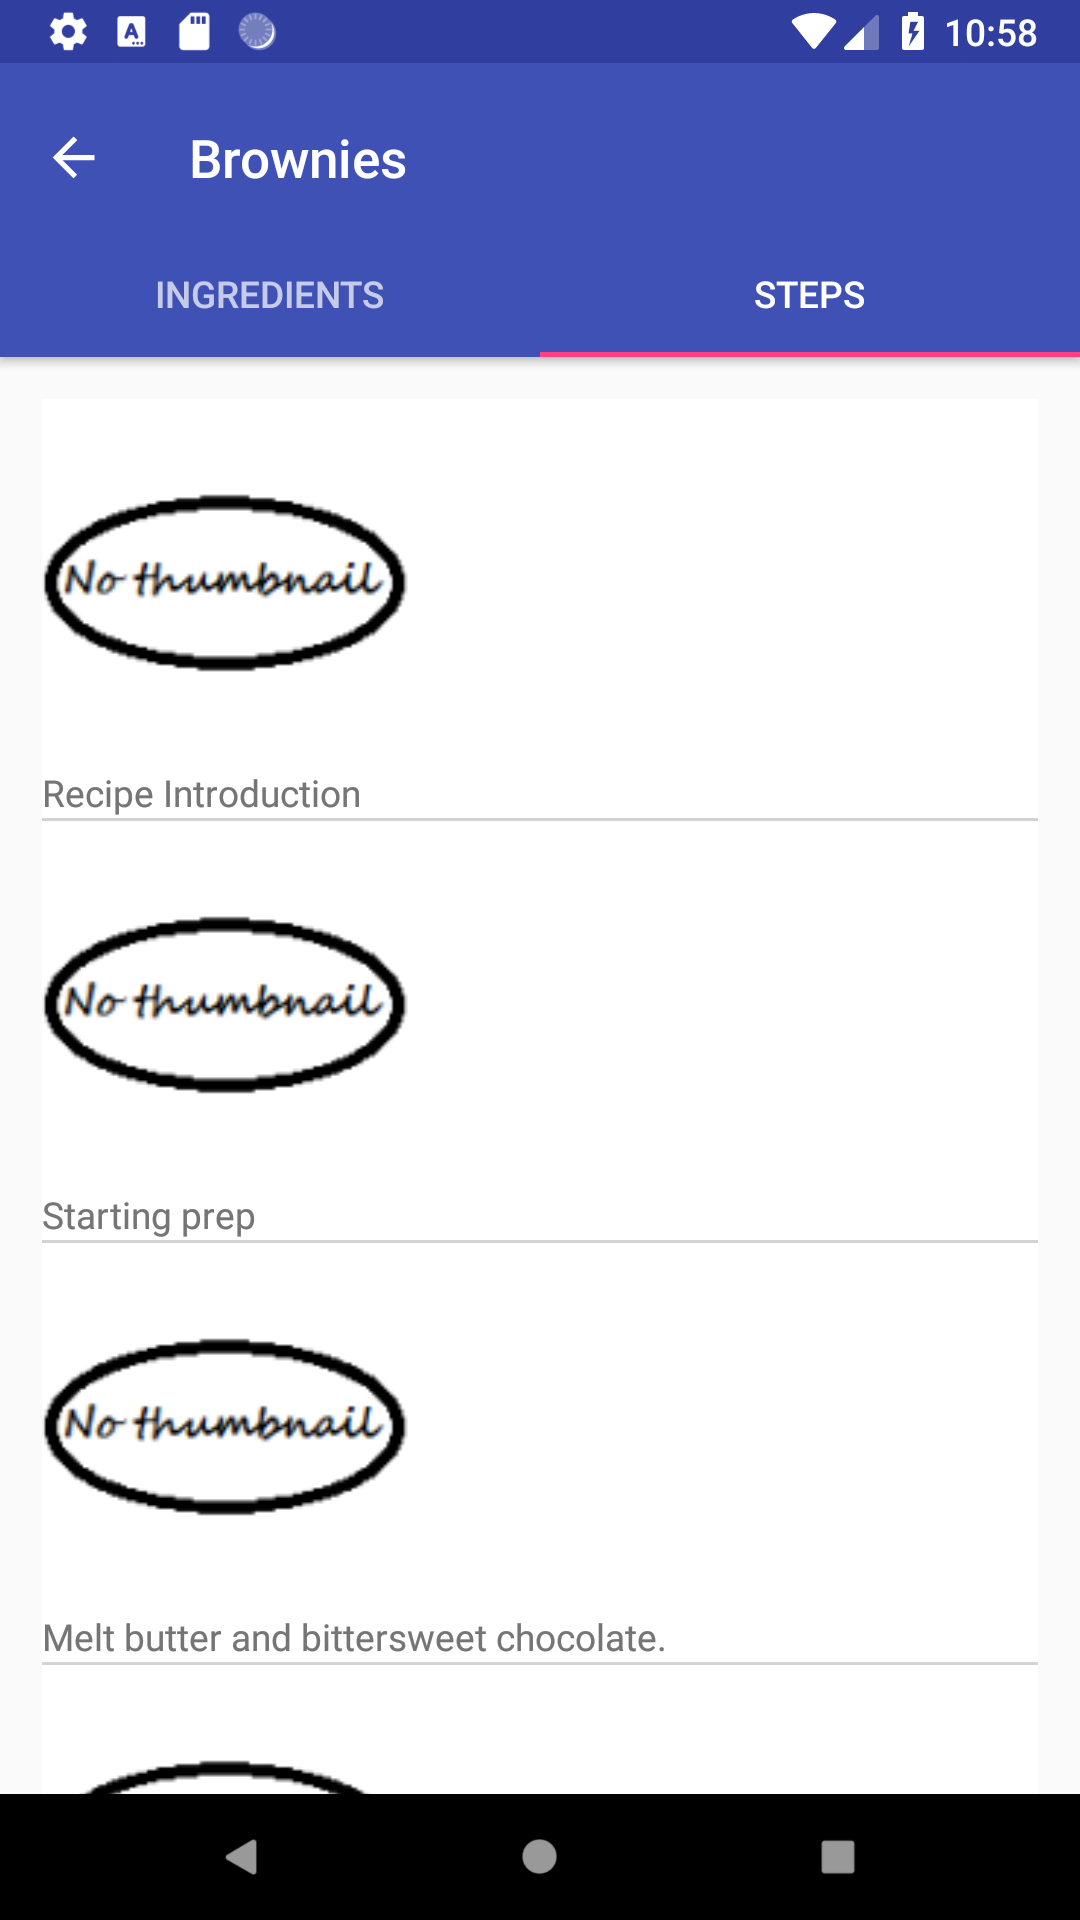 10:58
Brownies
INGREDIENTS STEPS
No thumbnail
Recipe Introduction
No thumbnail
Starting prep
No thumbnail
Melt butter and bittersweet chocolate.